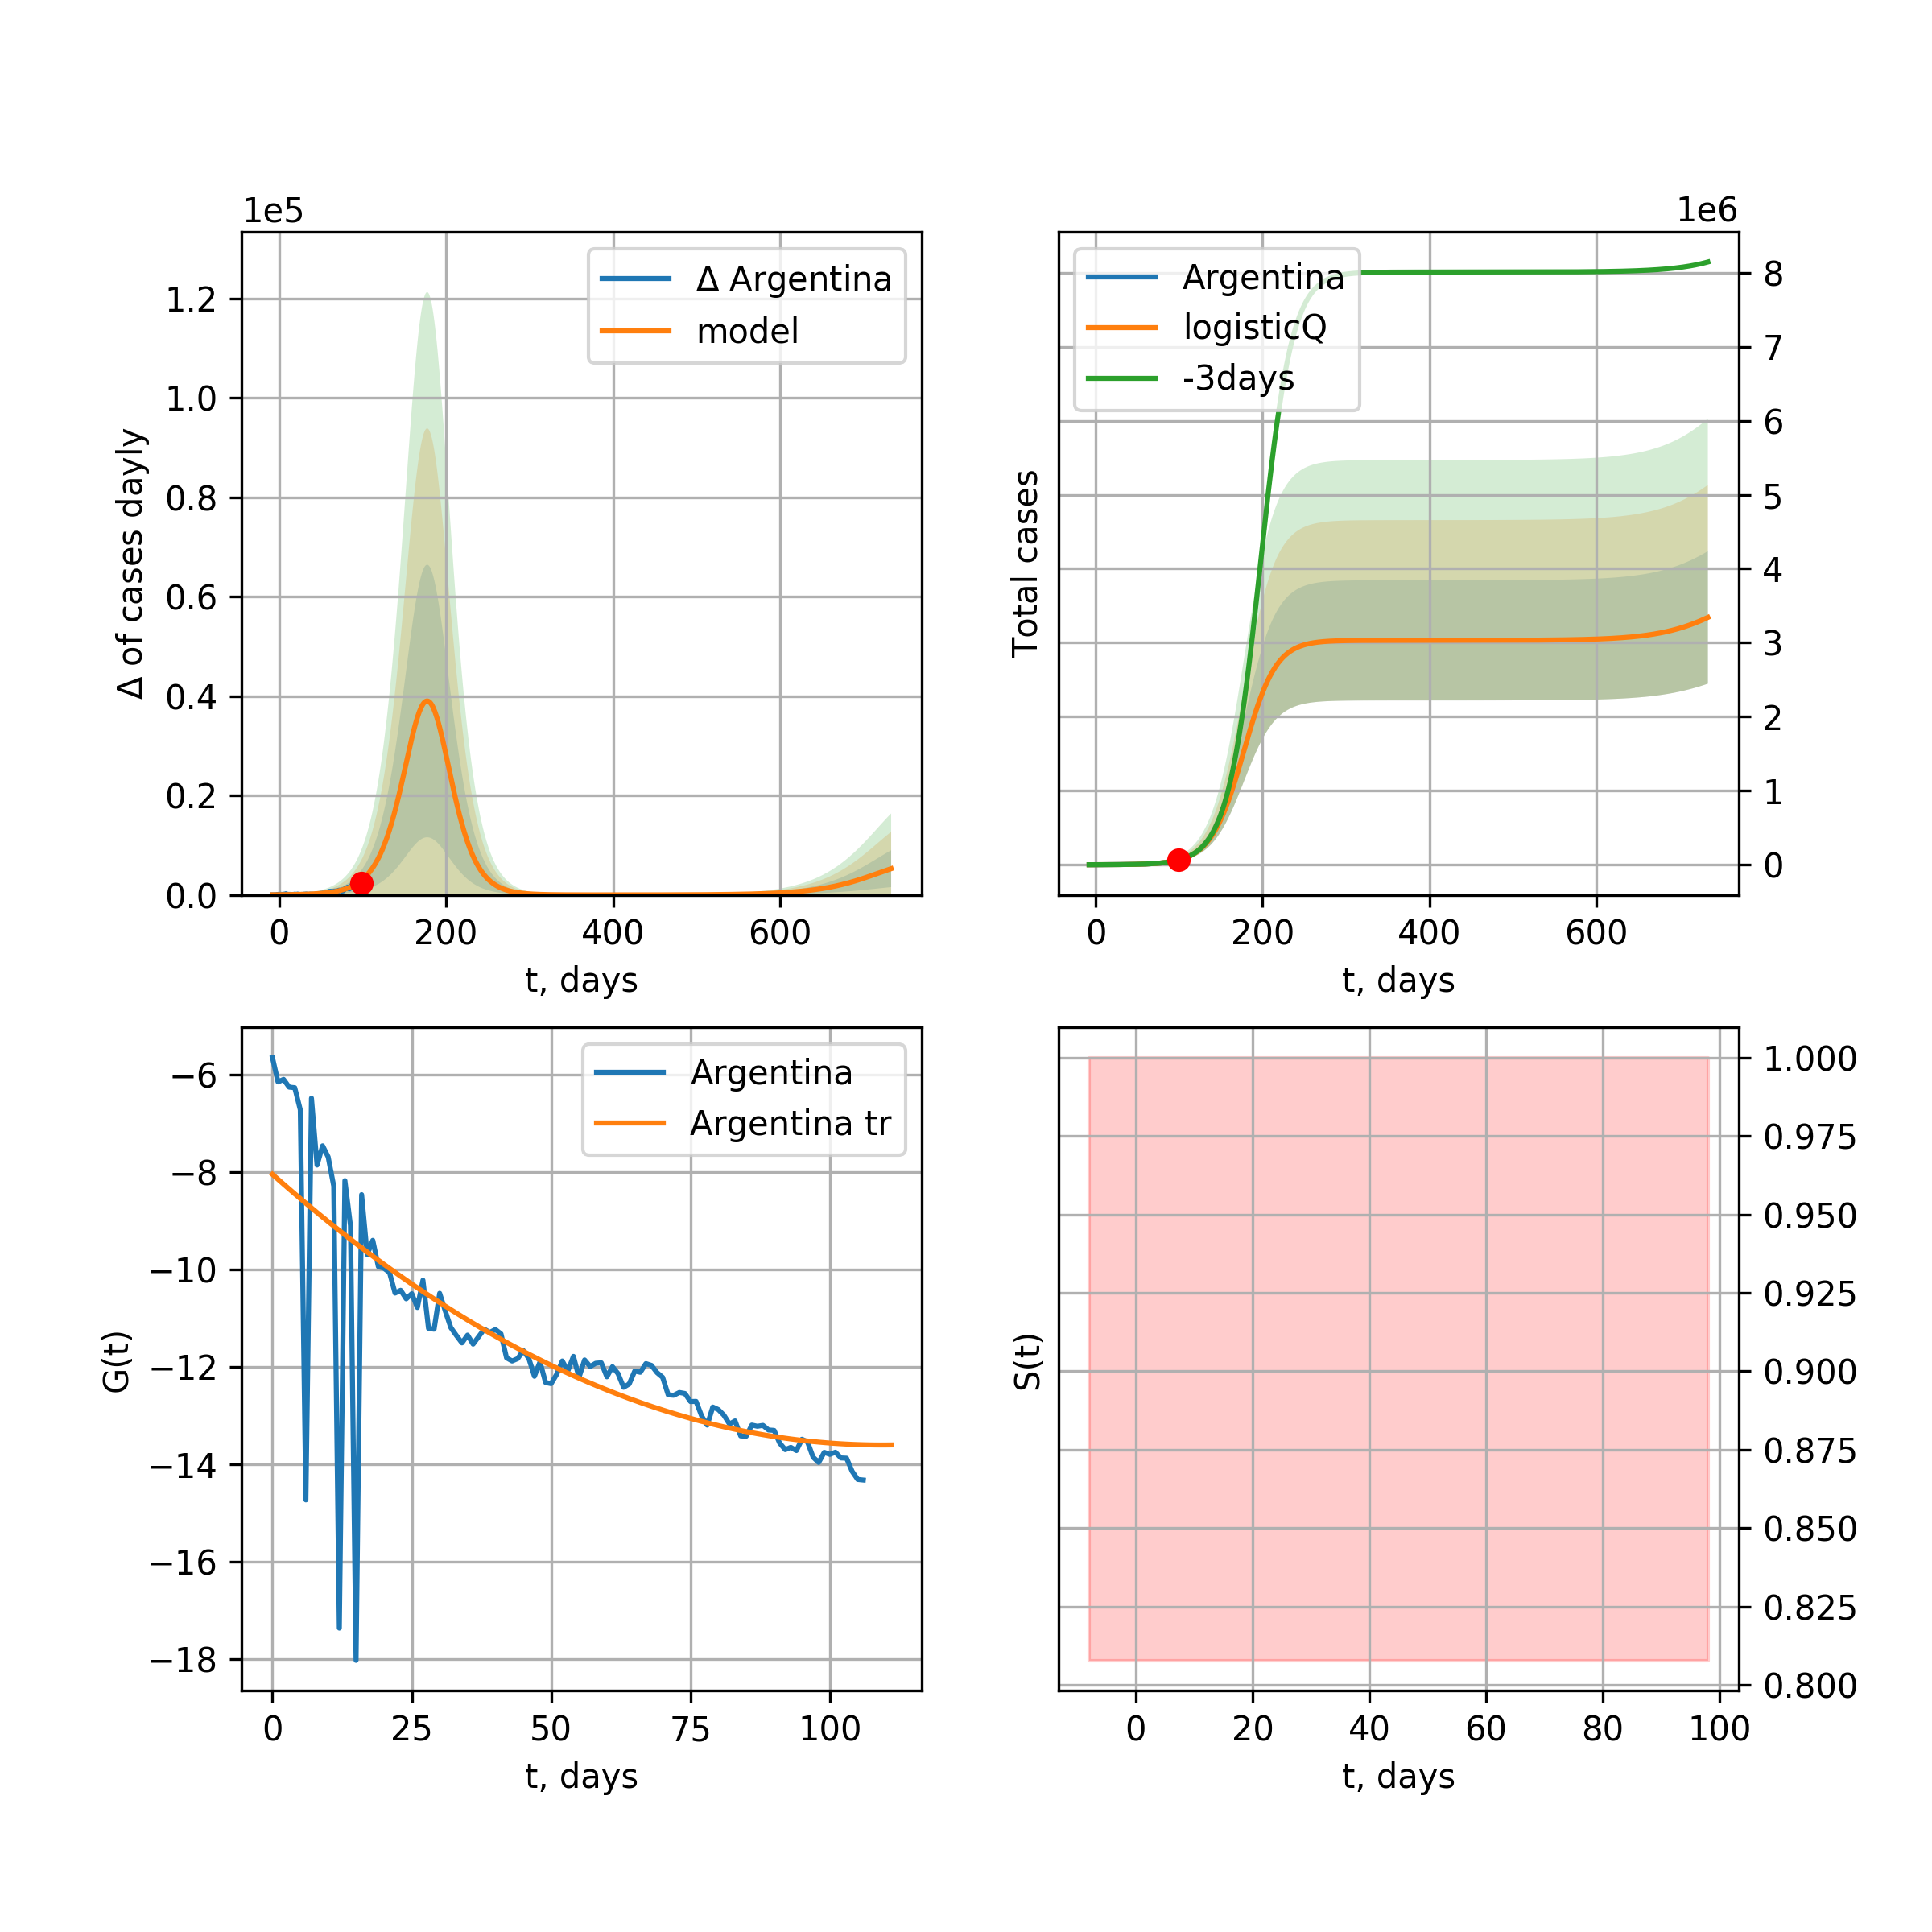 1e5
Δ of cases dayly
1.2
1.0
0.8
0.6
0.4
0.2
0.0
0 200 400 600
t, days
Δ Argentina
model
1e6
Total cases
8
7
6
5
4
3
2
1
0
0 200 400 600
t, days
Argentina
logisticQ
-3days
G(t)
−6
−8
−10
−12
−14
−16
−18
0 25 50 75 100
t, days
Argentina
Argentina tr
S(t)
1.000
0.975
0.950
0.925
0.900
0.875
0.850
0.825
0.800
0 20 40 60 80 100
t, days